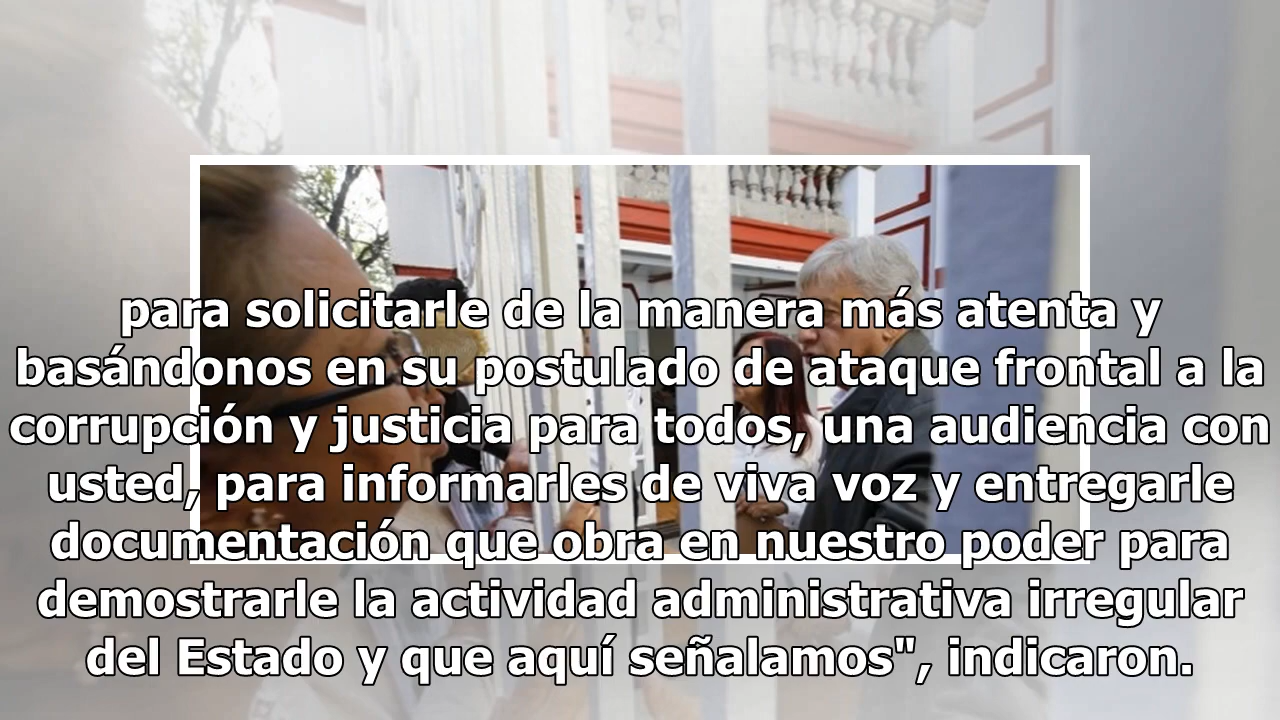 para solicitarle de la manera más atenta y
basándonos en su postulado de ataque frontal a la
corrupción y justicia para todos, una audiencia con
usted, para informarles de viva voz y entregarle
documentación que obra en nuestro poder para
demostrarle la actividad administrativa irregular
del Estado y que aquí señalamos", indicaron.